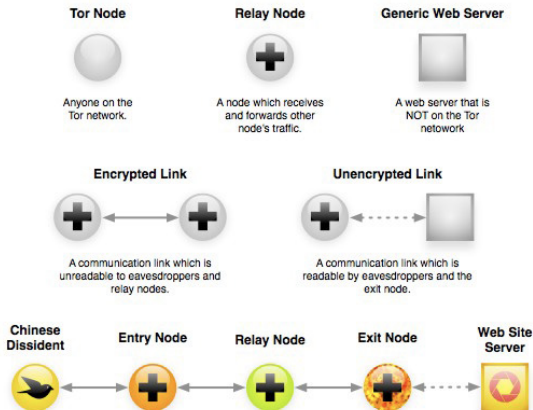 Tor Node
Relay Node
Generic Web Server
Anyone on the
Tor network.
A node which receives
and forwards other
node's traffic.
A web server that is
NOT on the Tor
netowork
Encrypted Link
Unencrypted Link
A communication link which is
unreadable to eavesdroppers and
relay nodes.
A communication link which is
readable by eavesdroppers and the
exit node.
Chinese
Dissident
Entry Node
Relay Node
Exit Node
Web Site
Server